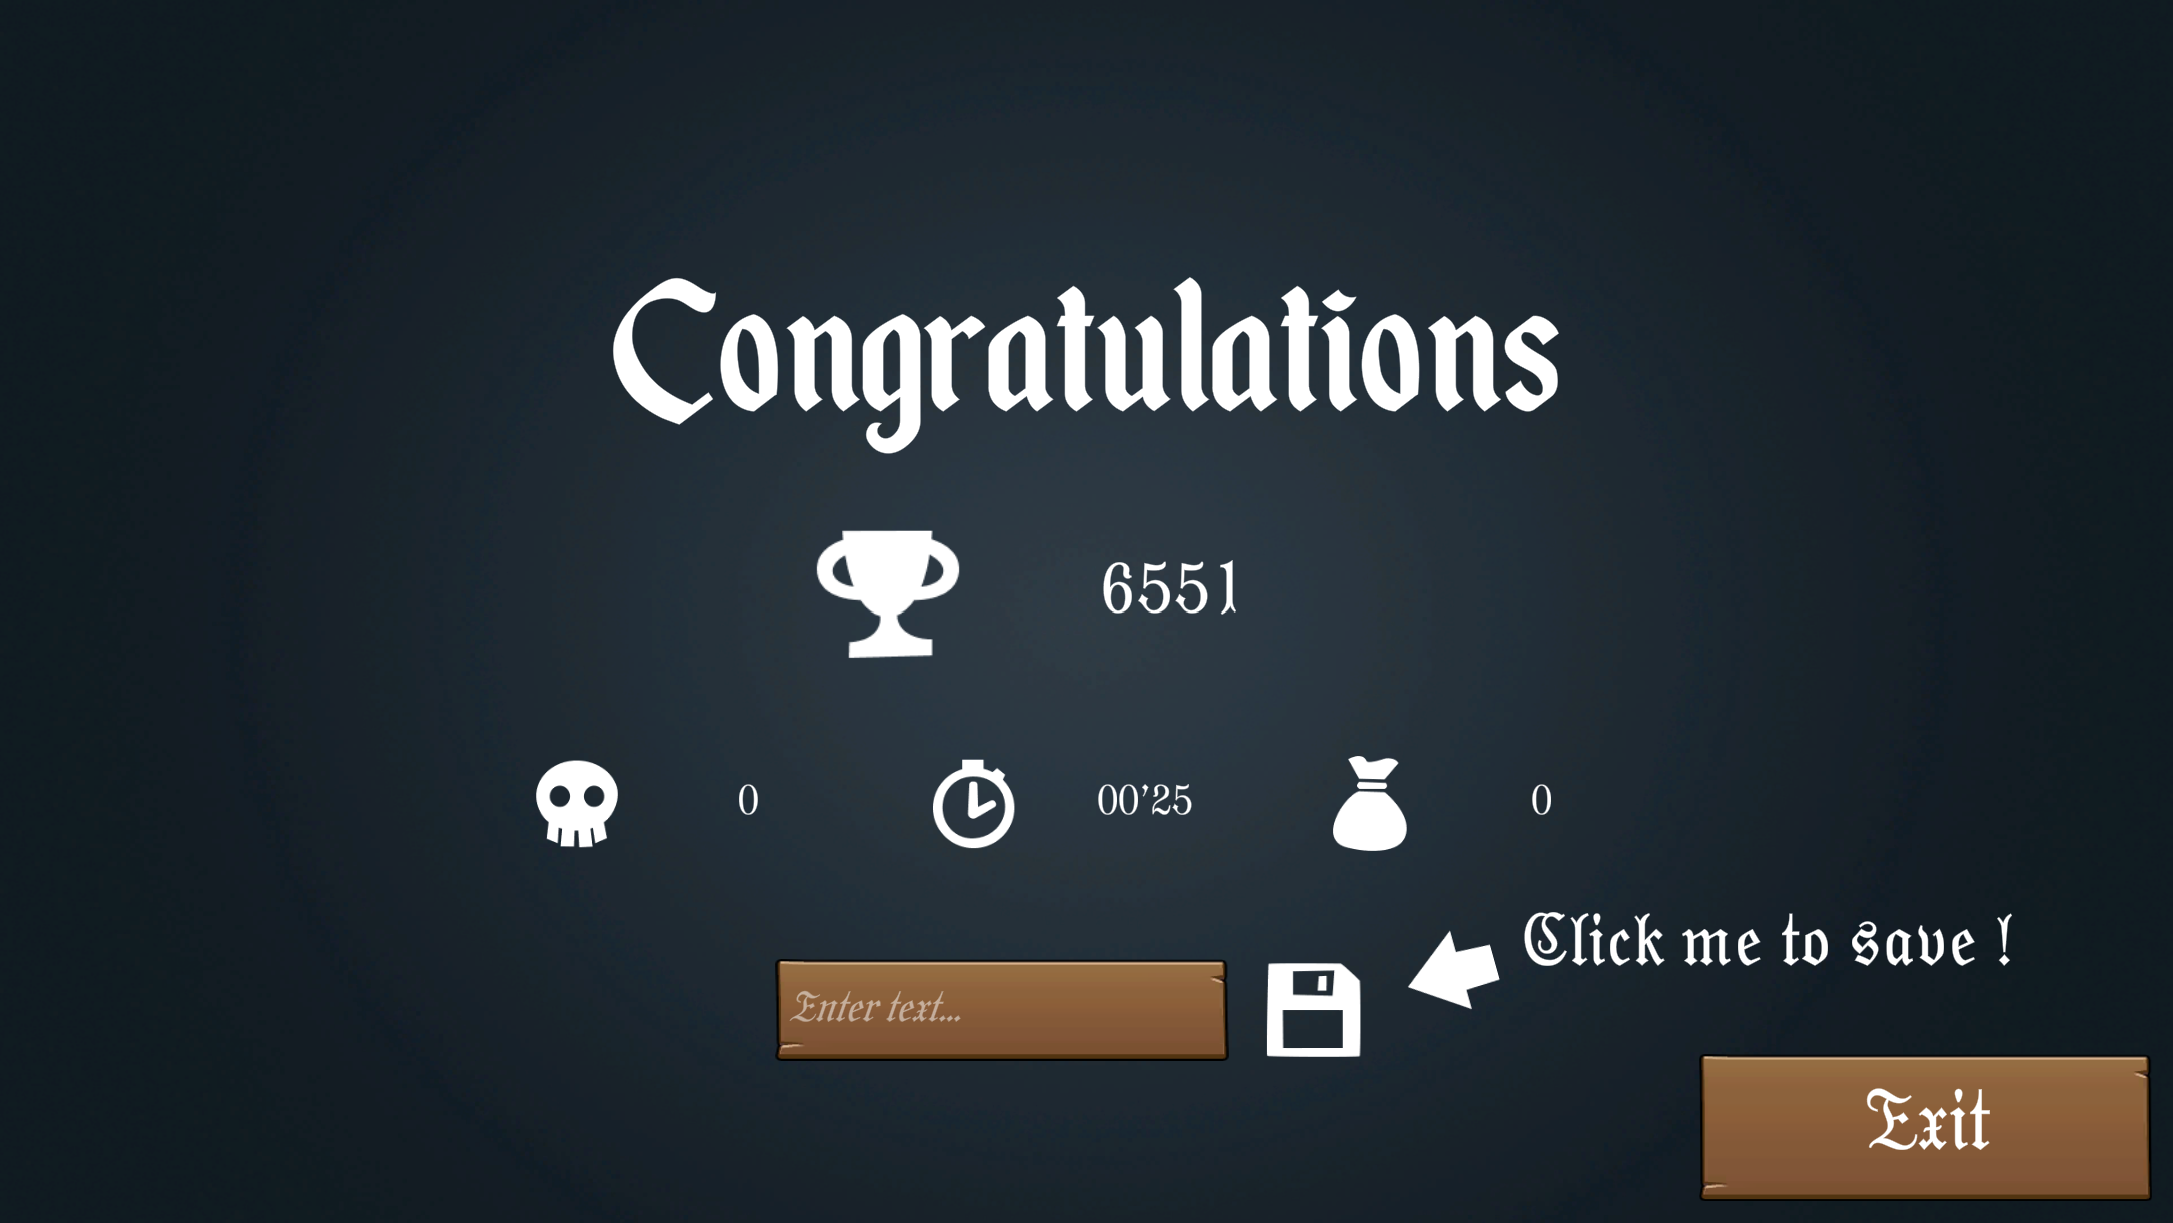 Congratulations
6551
0
00'25
0
Click me to save !
Enter text...
Exit